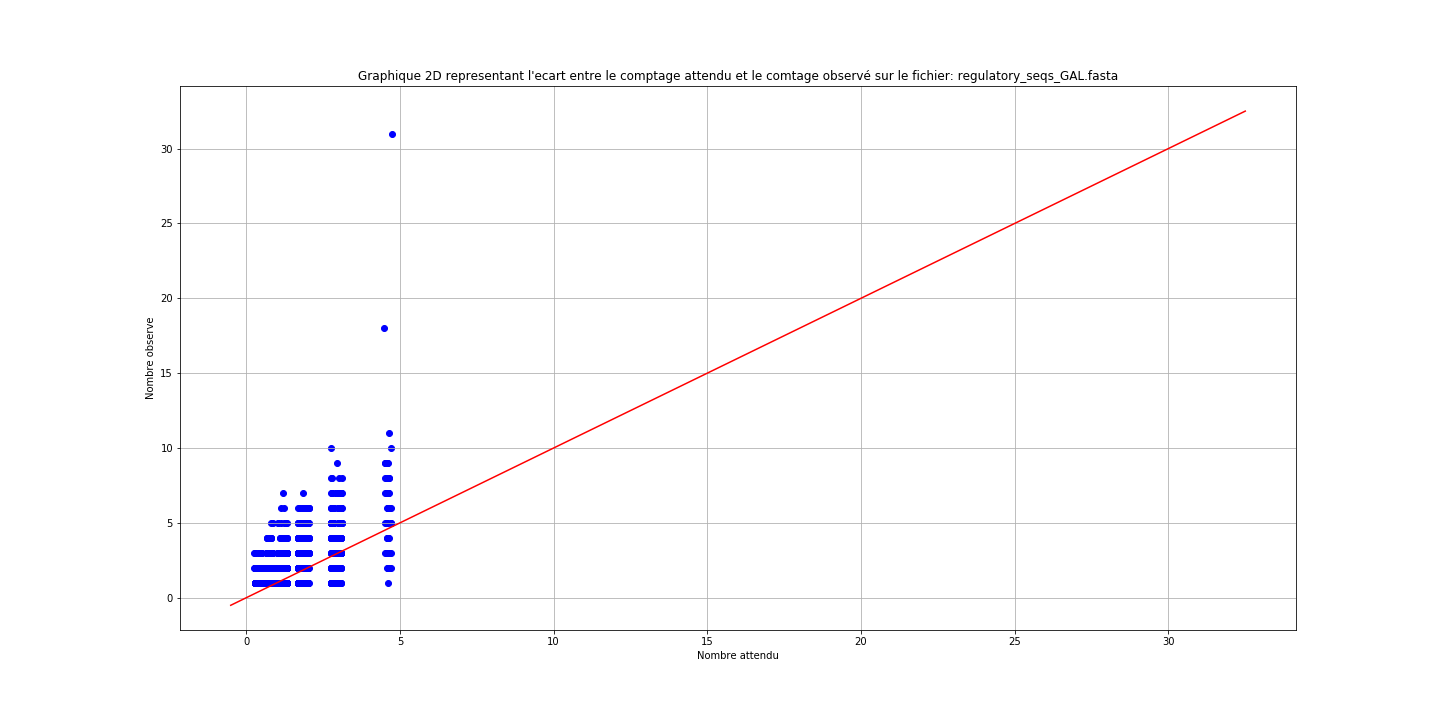 Graphique 2D representant l'ecart entre le comptage attendu et le comtage observé sur le fichier: regulatory_seqs_GAL.fasta
Nombre observe
30
25
20
15
10
5
0
0 5 10 15 20 25 30
Nombre attendu